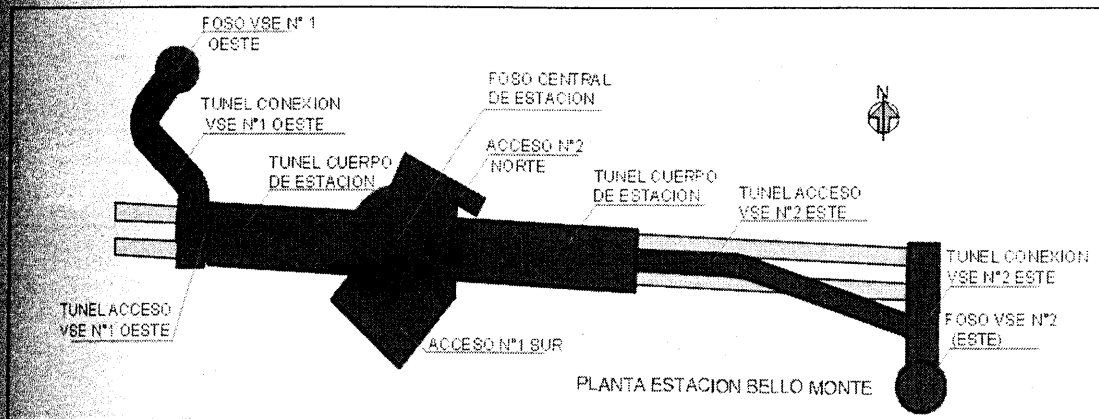 FOSO VSE N° 1
OESTE
FOSO CENTRAL
DE ESTACION
N
TUNEL CONEXION
VSE N°1 OESTE
ACCESO N°2
NORTE
TUNEL CUERPO
DE ESTACION
TUNEL CUERPO
DE ESTACION
TUNEL ACCESO
VSE N°2 ESTE
TUNEL CONEXION
VSE N°2 ESTE
TUNEL ACCESO
VSE N°1 OESTE
FOSO VSE N°2
(ESTE)
ACCESO N°1 SUR
PLANTA ESTACION BELLO MONTE